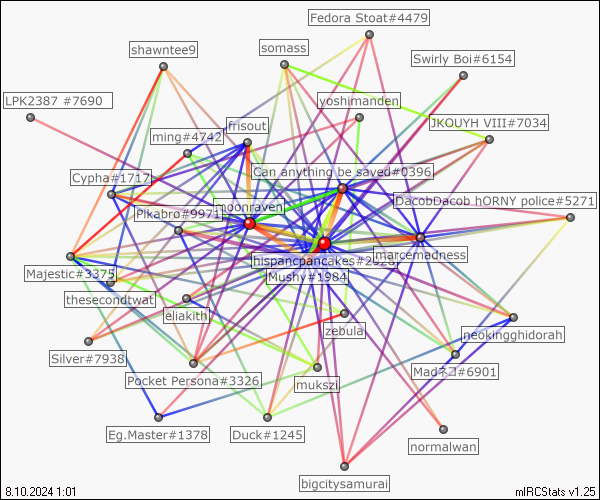 Fedora Stoat#4479
shawntee9
somass
Swirly Boi#6154
LPK2387 #7690
yoshimanden
frisout
JKOUYH VIII#7034
ming#4742
Can anything be saved#0396
Cypha#1717
DacobDacob hORNY police#5271
moonraven
Pikabro#9971
marcemadness
hispancpancakes#
Majestic#3375
Mushy#1984
thesecondtwat
eliakith
zebula
neokingghidorah
Silver#7938
Madネコ#6901
Pocket Persona#3326
mukszi
Eg.Master#1378
Duck#1245
normalwan
bigcitysamurai
8.10.2024 1:01
mIRCStats v1.25